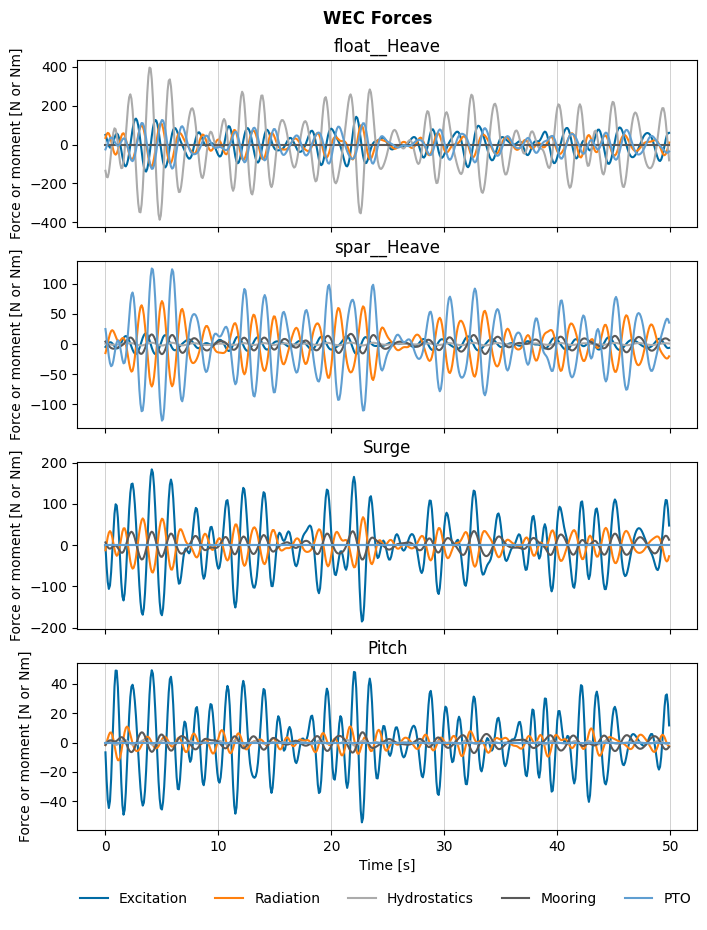 WEC Forces
float__Heave
Force or moment [N or Nm]
400
200
0
−200
−400
spar__Heave
Force or moment [N or Nm]
100
50
0
−50
−100
Surge
Force or moment [N or Nm]
200
100
0
−100
−200
Pitch
Force or moment [N or Nm]
40
20
0
−20
−40
0 10 20 30 40 50
Time [s]
Excitation Radiation Hydrostatics Mooring PTO